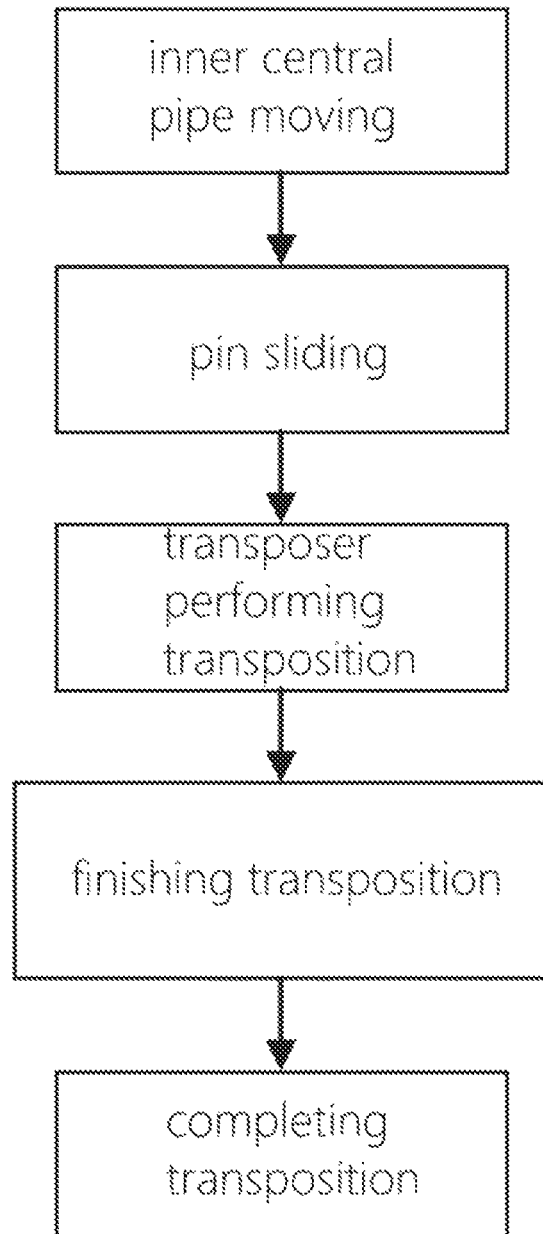 inner central
pipe moving
pin sliding
transposer
performing
transposition
finishing transposition
completing
transposition